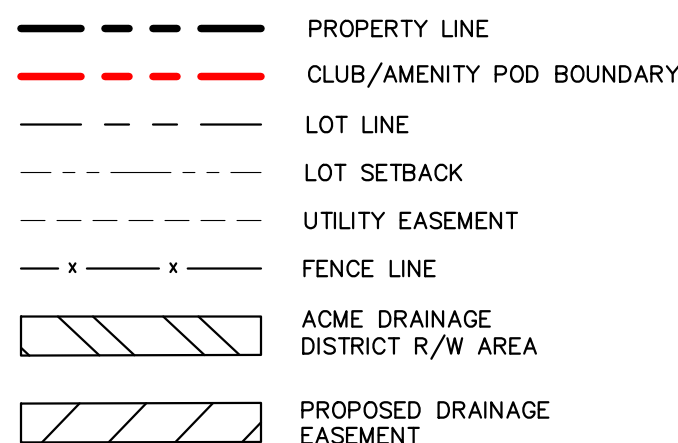 PROPERTY LINE
CLUB/AMENITY POD BOUNDARY
LOT LINE
LOT SETBACK
UTILITY EASEMENT
x x FENCE LINE
ACME DRAINAGE
DISTRICT R/W AREA
PROPOSED DRAINAGE
EASEMENT